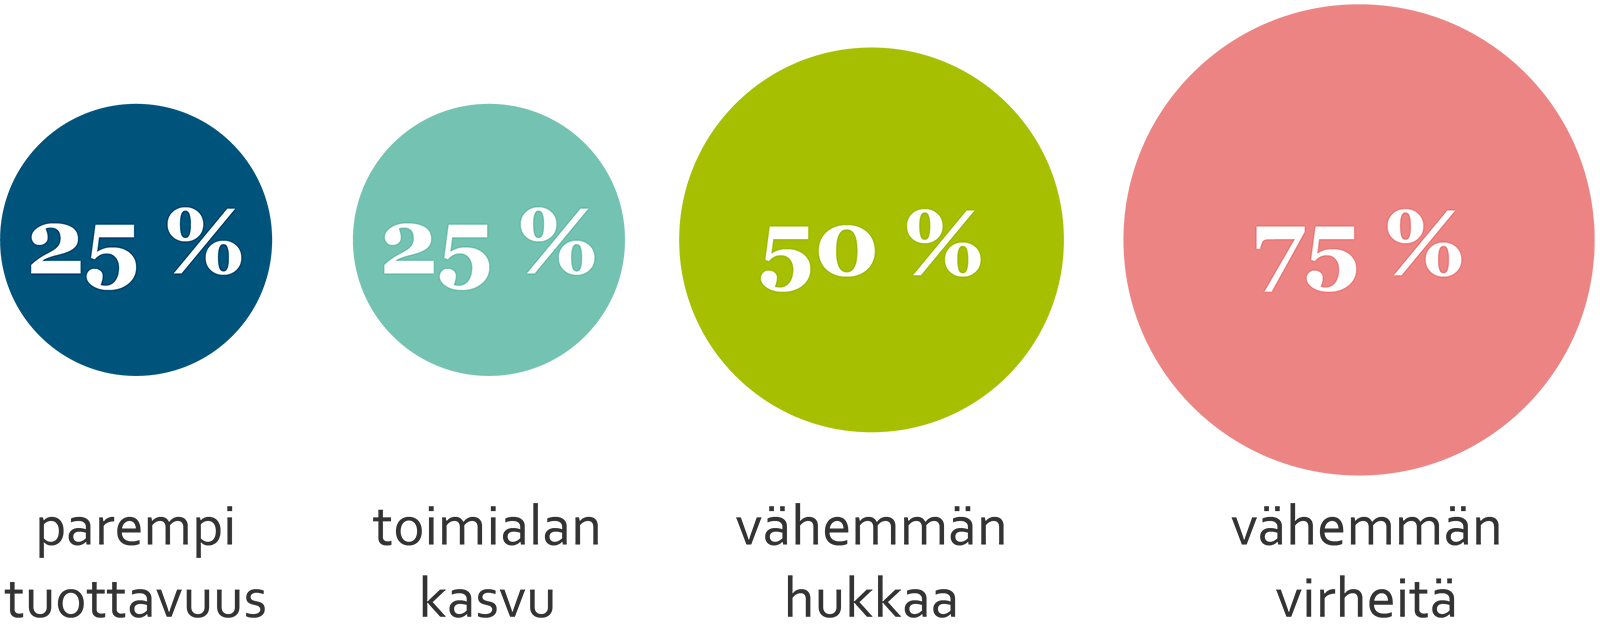 25 %
parempi
tuottavuus
25 %
toimialan
kasvu
50 %
vähemmän
hukkaa
75 %
vähemmän
virheitä